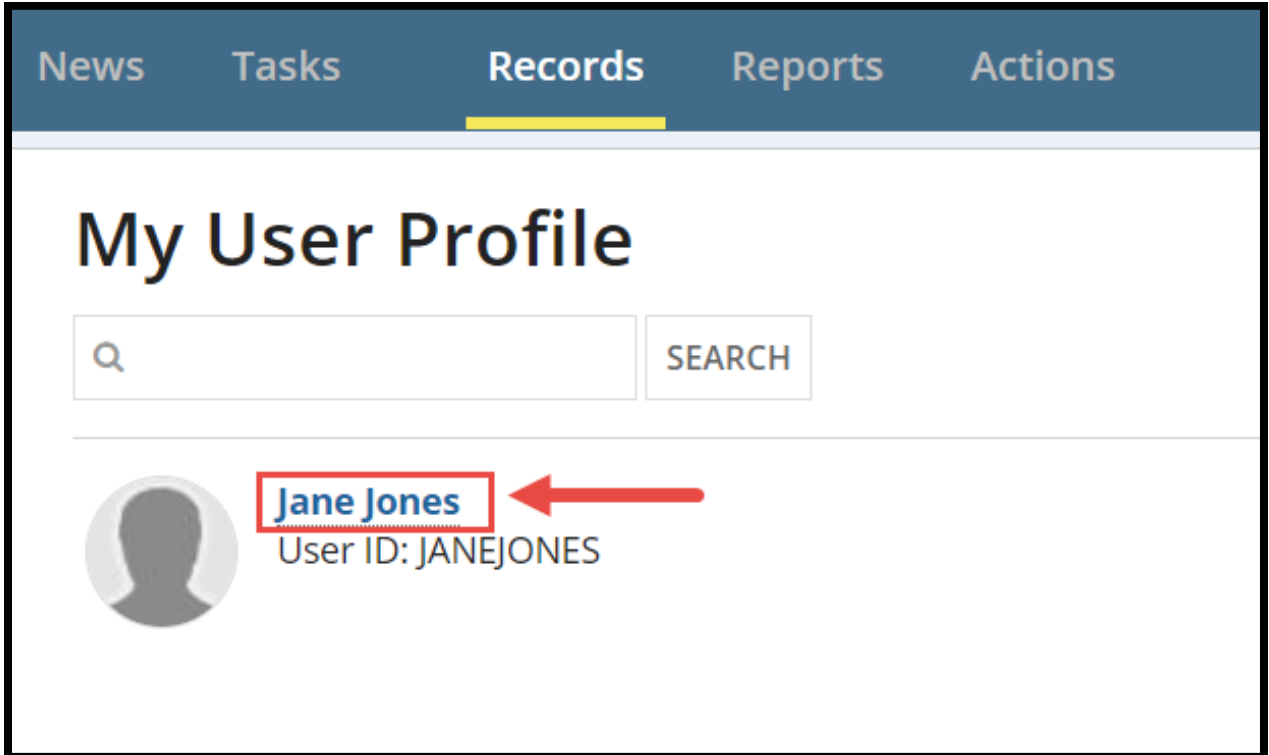 News Tasks Records Reports Actions
My User Profile
SEARCH
Jane Jones
User ID: JANEJONES